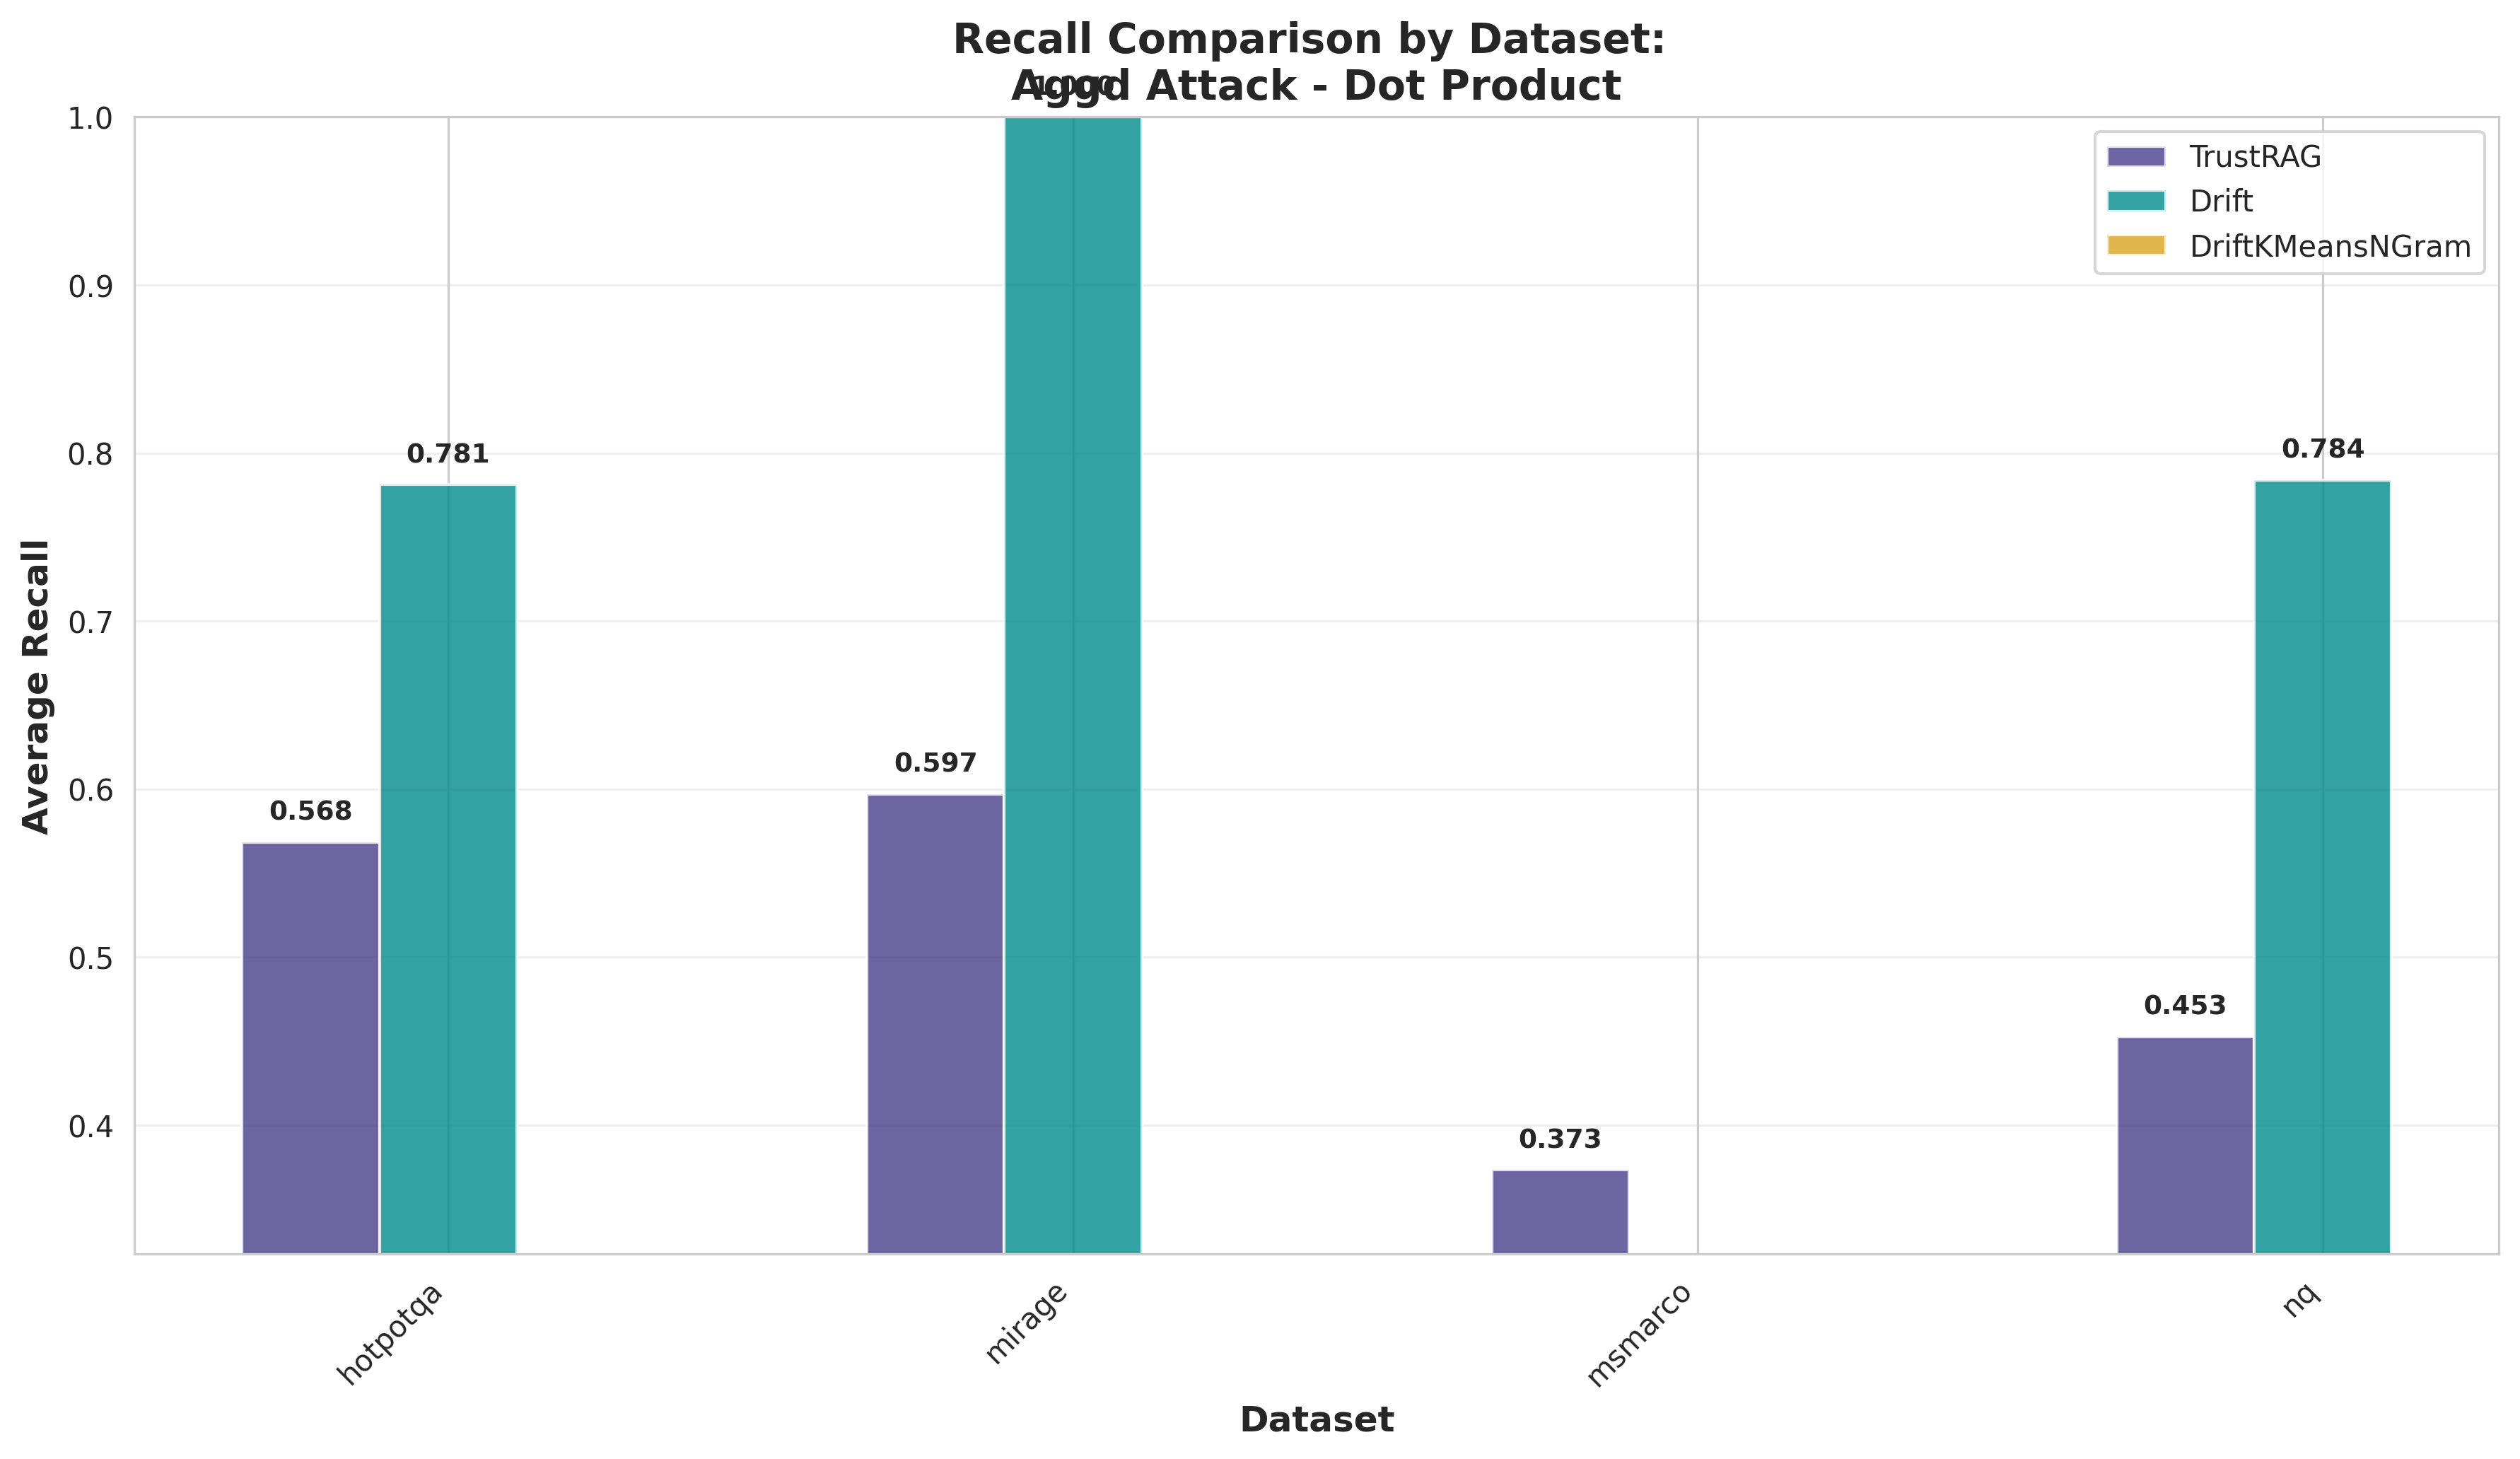 Recall Comparison by Dataset:
Aggd Attack - Dot Product
1.000
1.0
0.9
0.8
0.7
0.6
0.5
0.4
Average Recall
TrustRAG
Drift
DriftKMeansNGram
0.568
0.781
0.597
0.373
0.453
0.784
hotpotqa
mirage
msmarco
nq
Dataset